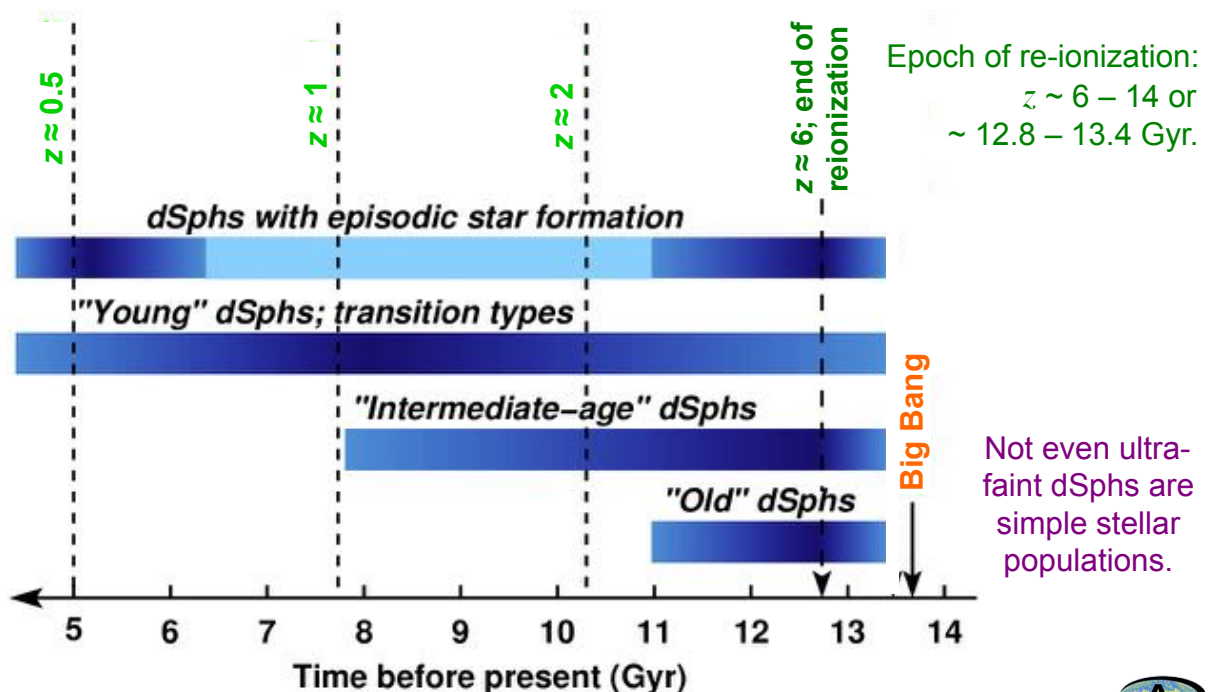 z ≈ 0.5
z ≈ 1
z ≈ 2
z ≈ 6; end of
reionization
Epoch of re-ionization:
z ~ 6 – 14 or
~ 12.8 – 13.4 Gyr.
dSphs with episodic star formation
"Young" dSphs; transition types
"Intermediate–age" dSphs
"Old" dSphs
Big Bang
Not even ultra-
faint dSphs are
simple stellar
populations.
5 6 7 8 9 10 11 12 13 14
Time before present (Gyr)